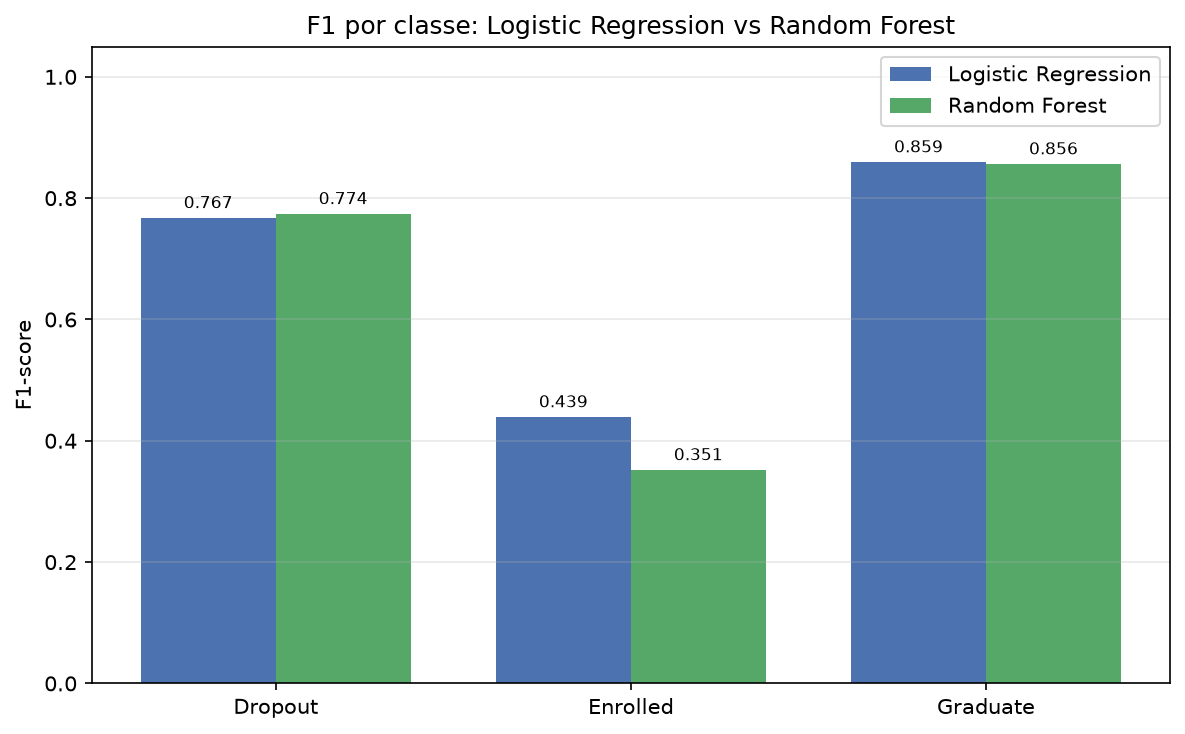 F1 por classe: Logistic Regression vs Random Forest
Logistic Regression
Random Forest
F1-score
1.0
0.8
0.6
0.4
0.2
0.0
0.767
0.774
0.439
0.351
0.859
0.856
Dropout
Enrolled
Graduate